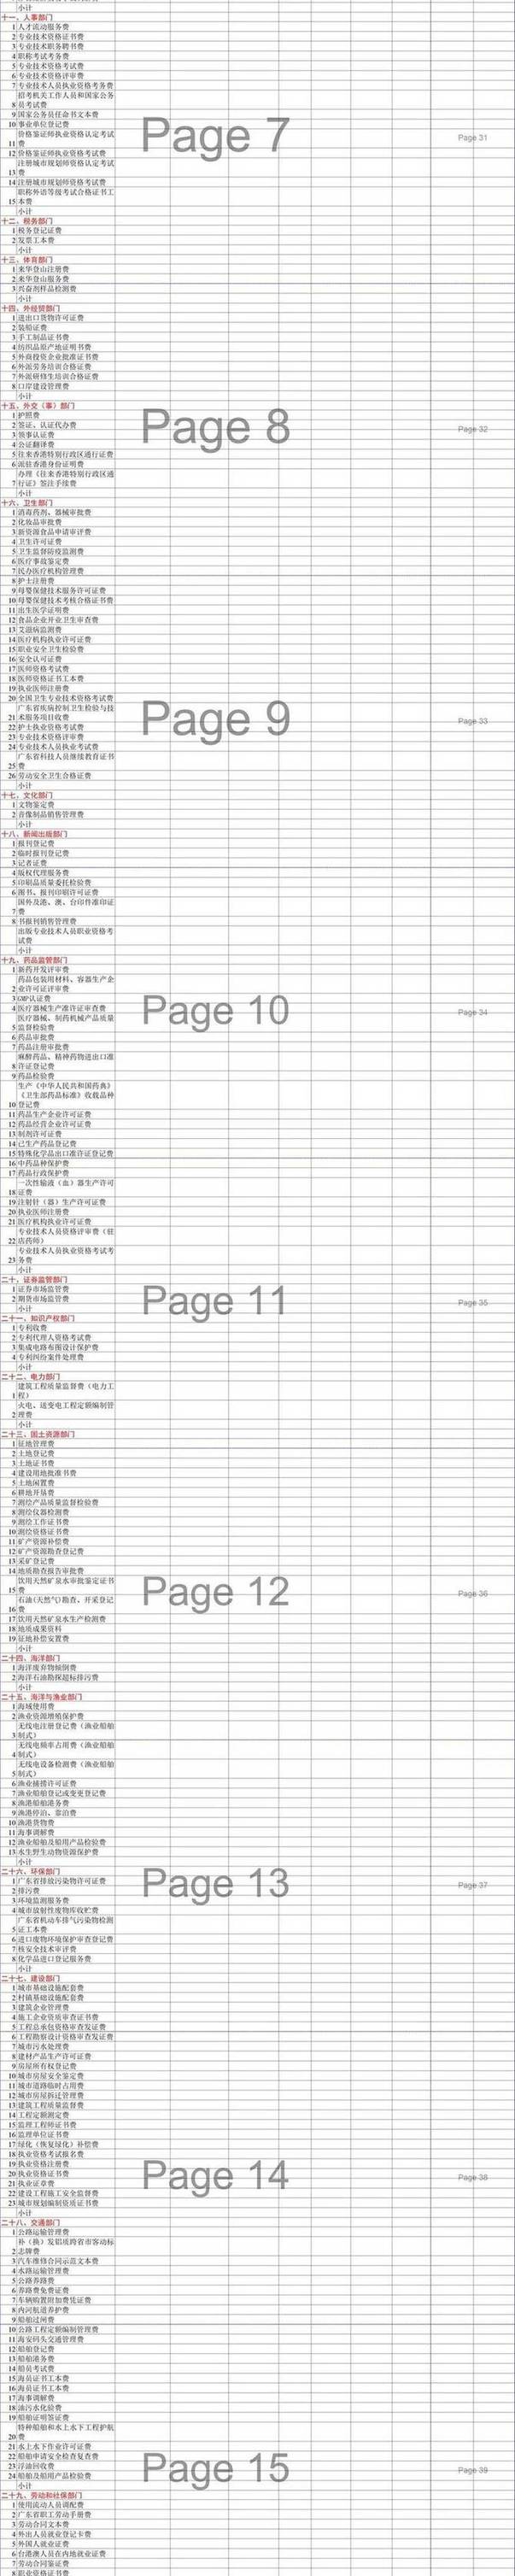 小计
十一、人事部门
1 人才流动服务费
2 专业技术资格证书费
3 专业技术职务聘书费
4 职称考试考务费
5 专业技术资格考试费
6 专业技术资格评审费
7 专业技术人员执业资格考务费
招考机关工作人员和国家公务
8 员考试费
9 国家公务员任命书文本费
10 事业单位登记费
价格鉴证师执业资格认定考试
11 费
Page 7
Page 31
12 价格鉴证师执业资格考试费
注册城市规划师资格认定考试
13 费
14 注册城市规划师资格考试费
职称外语等级考试合格证书工
15 本费
小计
十二、税务部门
1 税务登记证费
2 发票工本费
小计
十三、体育部门
1 来华登山注册费
2 来华登山服务费
3 兴奋剂样品检测费
小计
十四、外经贸部门
1 进出口货物许可证费
2 装船证费
3 手工制品证书费
4 纺织品原产地证明书费
5 外商投资企业批准证书费
6 外派劳务培训合格证费
7 外派研修生培训合格证费
8 口岸建设管理费
小计
十五、外交（事）部门
1 护照费
2 签证、认证代办费
Page 8
Page 32
3 领事认证费
4 公证翻译费
5 往来香港特别行政区通行证费
6 派驻香港身份证明费
办理《往来香港特别行政区通
7 行证》签注手续费
小计
十六、卫生部门
1 消毒药剂、器械审批费
2 化妆品审批费
3 新资源食品申请审评费
4 卫生许可证费
5 卫生监督防疫监测费
6 医疗事故鉴定费
7 民办医疗机构管理费
8 护士注册费
9 母婴保健技术服务许可证费
10 母婴保健技术考核合格证书费
11 出生医学证明费
12 食品企业开业卫生审查费
13 艾滋病监测费
14 医疗机构执业许可证费
15 职业安全卫生检验费
16 安全认可证费
17 医师资格考试费
18 医师资格证书工本费
19 执业医师注册费
20 全国卫生专业技术资格考试费
广东省疾病控制卫生检验与技
21 术服务项目收费
Page 9
Page 33
22 护士执业资格考试费
23 专业技术资格评审费
24 专业技术人员执业考试费
广东省科技人员继续教育证书
25 费
26 劳动安全卫生合格证费
小计
十七、文化部门
1 文物鉴定费
2 音像制品销售管理费
小计
十八、新闻出版部门
1 报刊登记费
2 临时报刊登记费
3 记者证费
4 版权代理服务费
5 印刷品质量委托检验费
6 图书、报刊印刷许可证费
国外及港、澳、台印件准印证
7 费
8 书报刊销售管理费
出版专业技术人员职业资格考
试费
小计
十九、药品监管部门
1 新药开发评审费
药品包装用材料、容器生产企
2 业许可证评审费
3 GMP认证费
4 医疗器械生产准许证审查费
Page 10
Page 34
医疗器械、制药机械产品质量
5 监督检验费
6 药品审批费
7 药品注册审批费
麻醉药品、精神药物进出口准
8 许证登记费
9 药品检验费
生产《中华人民共和国药典》
《卫生部药品标准》收载品种
10 登记费
11 药品生产企业许可证费
12 药品经营企业许可证费
13 制剂许可证费
14 已生产药品登记费
15 特殊化学品出口准许证登记费
16 中药品种保护费
17 药品行政保护费
一次性输液（血）器生产许可
18 证费
19 注射针（器）生产许可证费
20 执业医师注册费
21 医疗机构执业许可证费
专业技术人员资格评审费（驻
22 店药师）
专业技术人员执业资格考试考
23 务费
小计
二十、证券监管部门
1 证券市场监管费
2 期货市场监管费
Page 11
Page 35
小计
二十一、知识产权部门
1 专利收费
2 专利代理人资格考试费
3 集成电路布图设计保护费
4 专利纠纷案件处理费
小计
二十二、电力部门
建筑工程质量监督费（电力工
1 程）
火电、送变电工程定额编制管
2 理费
小计
二十三、国土资源部门
1 征地管理费
2 土地登记费
3 土地证书费
4 建设用地批准书费
5 土地闲置费
6 耕地开垦费
7 测绘产品质量监督检验费
8 测绘仪器检测费
9 测绘工作证书费
10 测绘资格证书费
11 矿产资源补偿费
12 矿产资源勘查登记费
13 采矿登记费
14 地质勘查报告审批费
饮用天然矿泉水审批鉴定证书
15 费
Page 12
Page 36
石油(天然气)勘查、开采登记
16 费
17 饮用天然矿泉水生产检测费
18 地质成果资料
19 征地补偿安置费
小计
二十四、海洋部门
1 海洋废弃物倾倒费
2 海洋石油勘探超标排污费
小计
二十五、海洋与渔业部门
1 海域使用费
2 渔业资源增殖保护费
无线电注册登记费（渔业船舶
3 制式）
无线电频率占用费（渔业船舶
4 制式）
无线电设备检测费（渔业船舶
5 制式）
6 渔业捕捞许可证费
7 渔业船舶登记或变更登记费
8 渔港船舶港务费
9 渔港停泊、靠泊费
10 渔港货物费
11 海事调解费
12 渔业船舶及船用产品检验费
13 水生野生动物资源保护费
小计
二十六、环保部门
1 广东省排放污染物许可证费
Page 13
Page 37
2 排污费
3 环境监测服务费
4 城市放射性废物库收贮费
广东省机动车排气污染物检测
5 证工本费
6 进口废物环境保护审查登记费
7 核安全技术审评费
8 化学品进口登记服务费
小计
二十七、建设部门
1 城市基础设施配套费
2 村镇基础设施配套费
3 建筑企业管理费
4 施工企业资质审查证书费
5 工程总承包资格审查发证费
6 工程勘察设计资格审查发证费
7 城市污水处理费
8 建材产品生产许可证费
9 房屋所有权登记费
10 城市房屋安全鉴定费
11 城市道路临时占用费
12 城市房屋拆迁管理费
13 建筑工程质量监督费
14 工程定额测定费
15 监理工程师证书费
16 监理单位证书费
17 绿化（恢复绿化）补偿费
18 执业资格考试报名费
19 执业资格注册费
20 执业资格证书费
Page 14
Page 38
21 执业证章费
22 建设工程施工安全监督费
23 城市规划编制资质证书费
小计
二十八、交通部门
1 公路运输管理费
补（换）发铝质跨省市客动标
2 志牌费
3 汽车维修合同示范文本费
4 水路运输管理费
5 公路养路费
6 养路费免费证费
7 车辆购置附加费凭证费
8 内河航道养护费
9 船舶过闸费
10 公路工程定额编制管理费
11 海安码头交通管理费
12 船舶登记费
13 船舶港务费
14 船员考试费
15 海员证书工本费
16 海员证书工本费
17 海事调解费
18 油污水化验费
19 船舶证明签证费
特种船舶和水上水下工程护航
20 费
21 水上水下作业许可证费
22 船舶申请安全检查复查费
23 浮油回收费
Page 15
Page 39
24 船舶及船用产品检验费
小计
二十九、劳动和社保部门
1 使用流动人员调配费
2 广东省职工劳动手册费
3 劳动合同文本费
4 外出人员就业登记卡费
5 外国人就业证费
6 台港澳人员在内地就业证费
7 劳动合同鉴证费
8 职业资格证书费